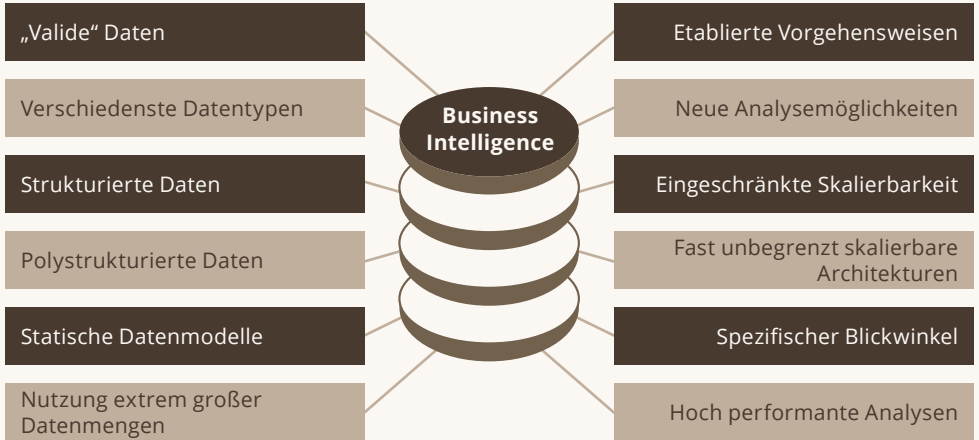 „Valide“ Daten
Verschiedenste Datentypen
Strukturierte Daten
Polystrukturierte Daten
Statische Datenmodelle
Nutzung extrem großer
Datenmengen
Business
Intelligence
Etablierte Vorgehensweisen
Neue Analysemöglichkeiten
Eingeschränkte Skalierbarkeit
Fast unbegrenzt skalierbare
Architekturen
Spezifischer Blickwinkel
Hoch performante Analysen